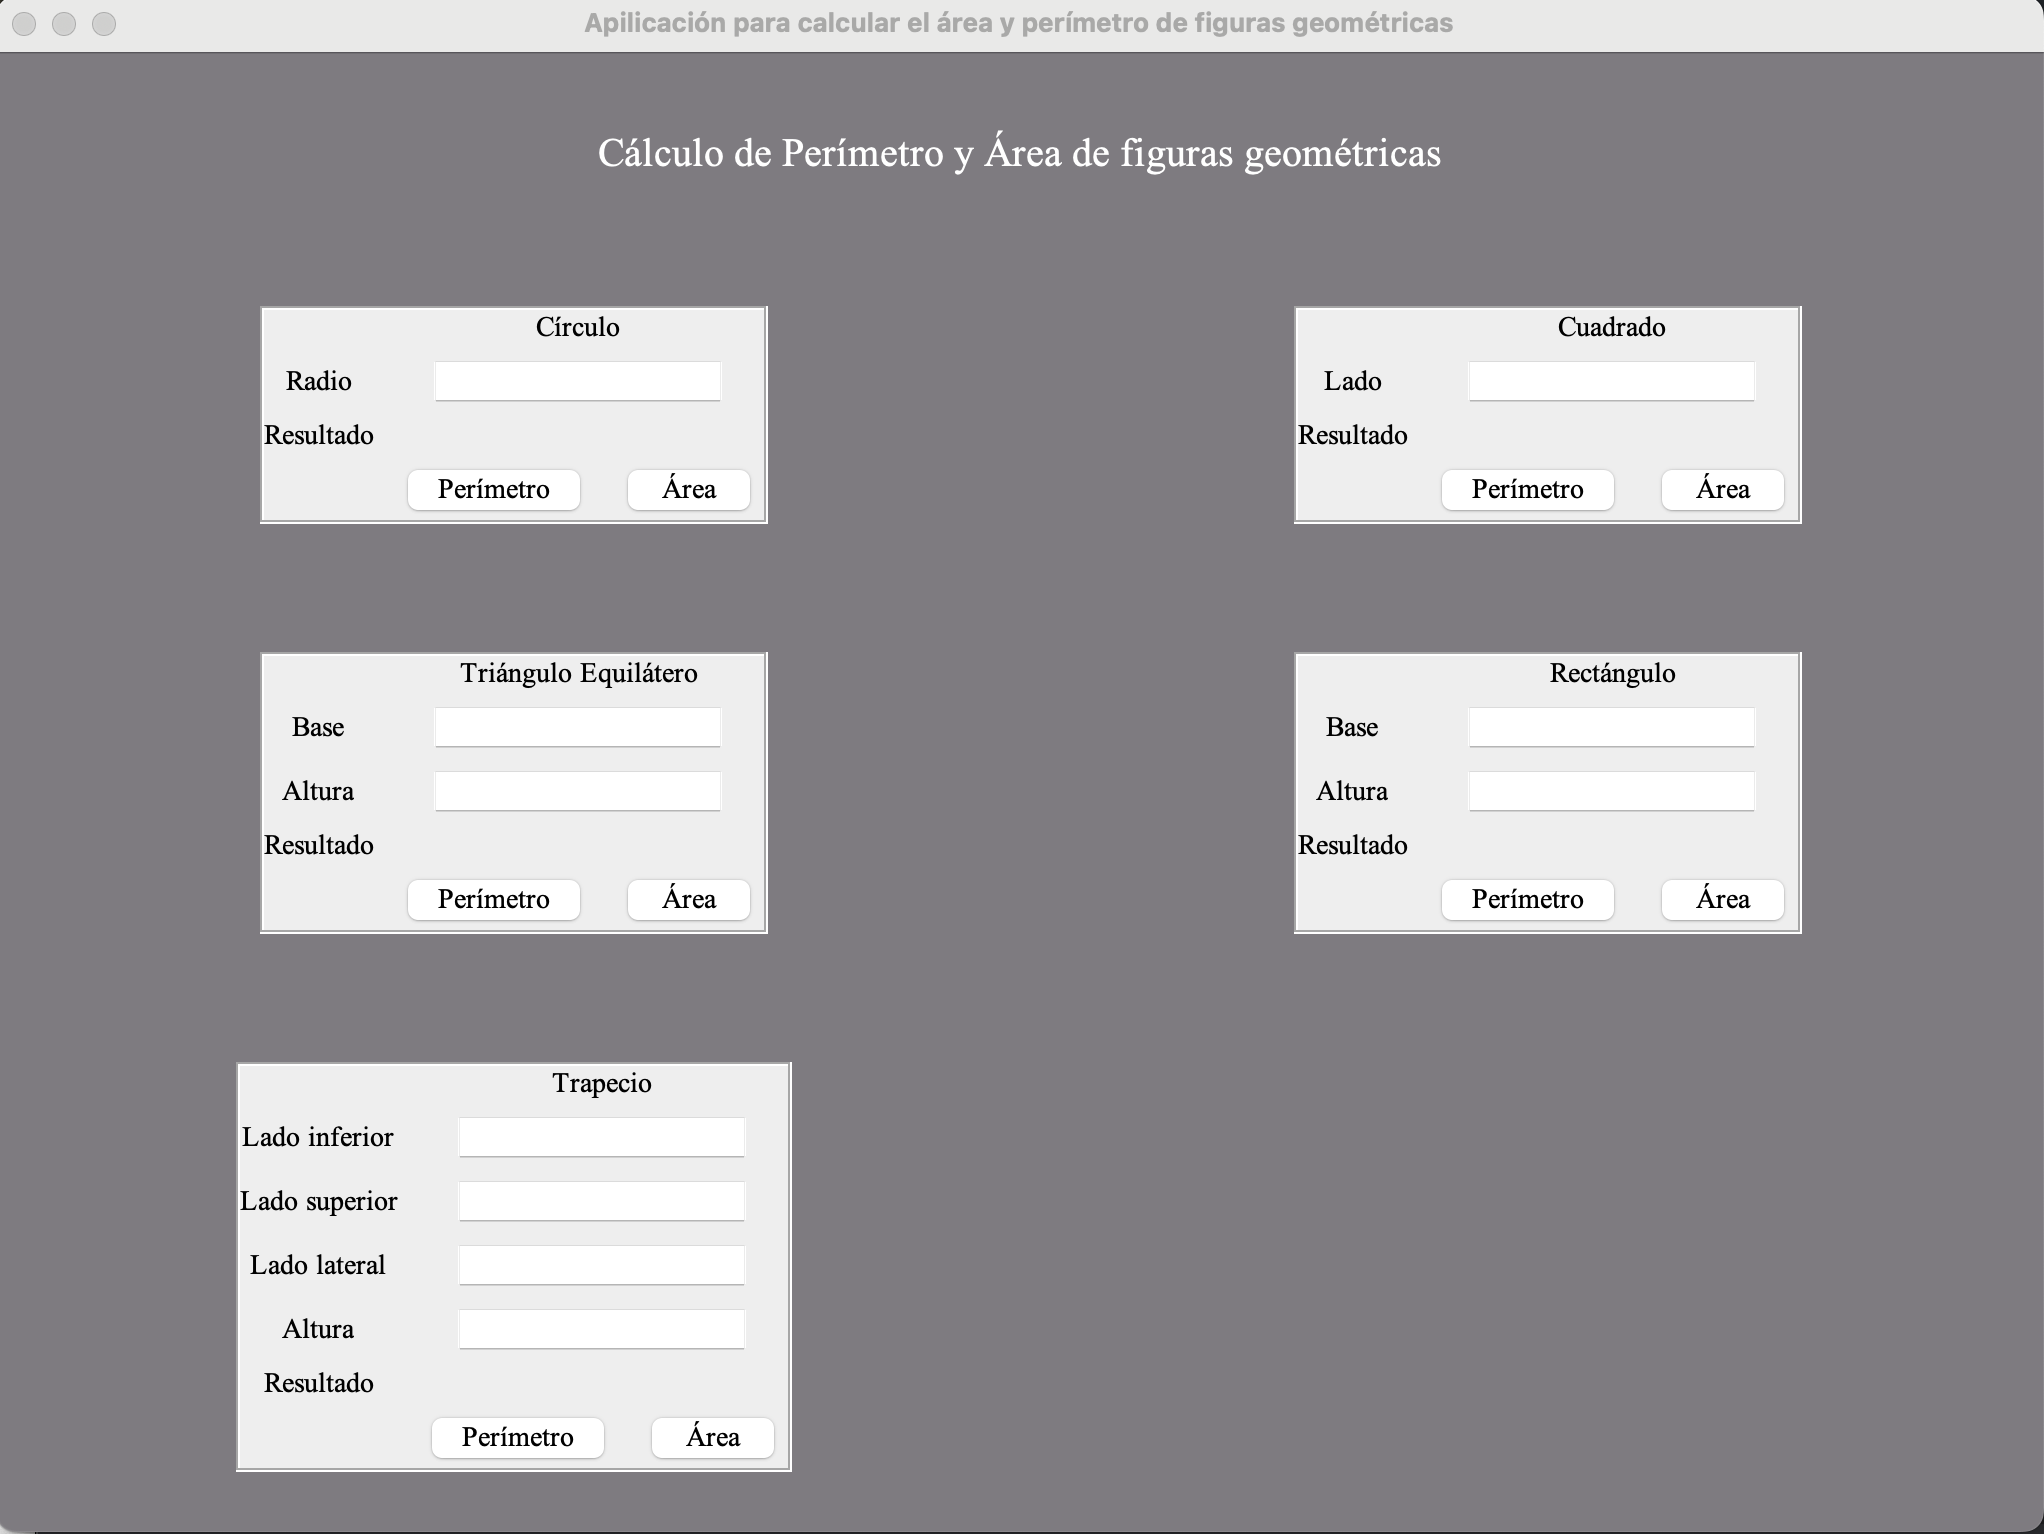 Apilicación para calcular el área y perímetro de figuras geométricas
Cálculo de Perímetro y Área de figuras geométricas
Círculo
Radio
Resultado
Perímetro Área
Cuadrado
Lado
Resultado
Perímetro Área
Triángulo Equilátero
Base
Altura
Resultado
Perímetro Área
Rectángulo
Base
Altura
Resultado
Perímetro Área
Trapecio
Lado inferior
Lado superior
Lado lateral
Altura
Resultado
Perímetro Área